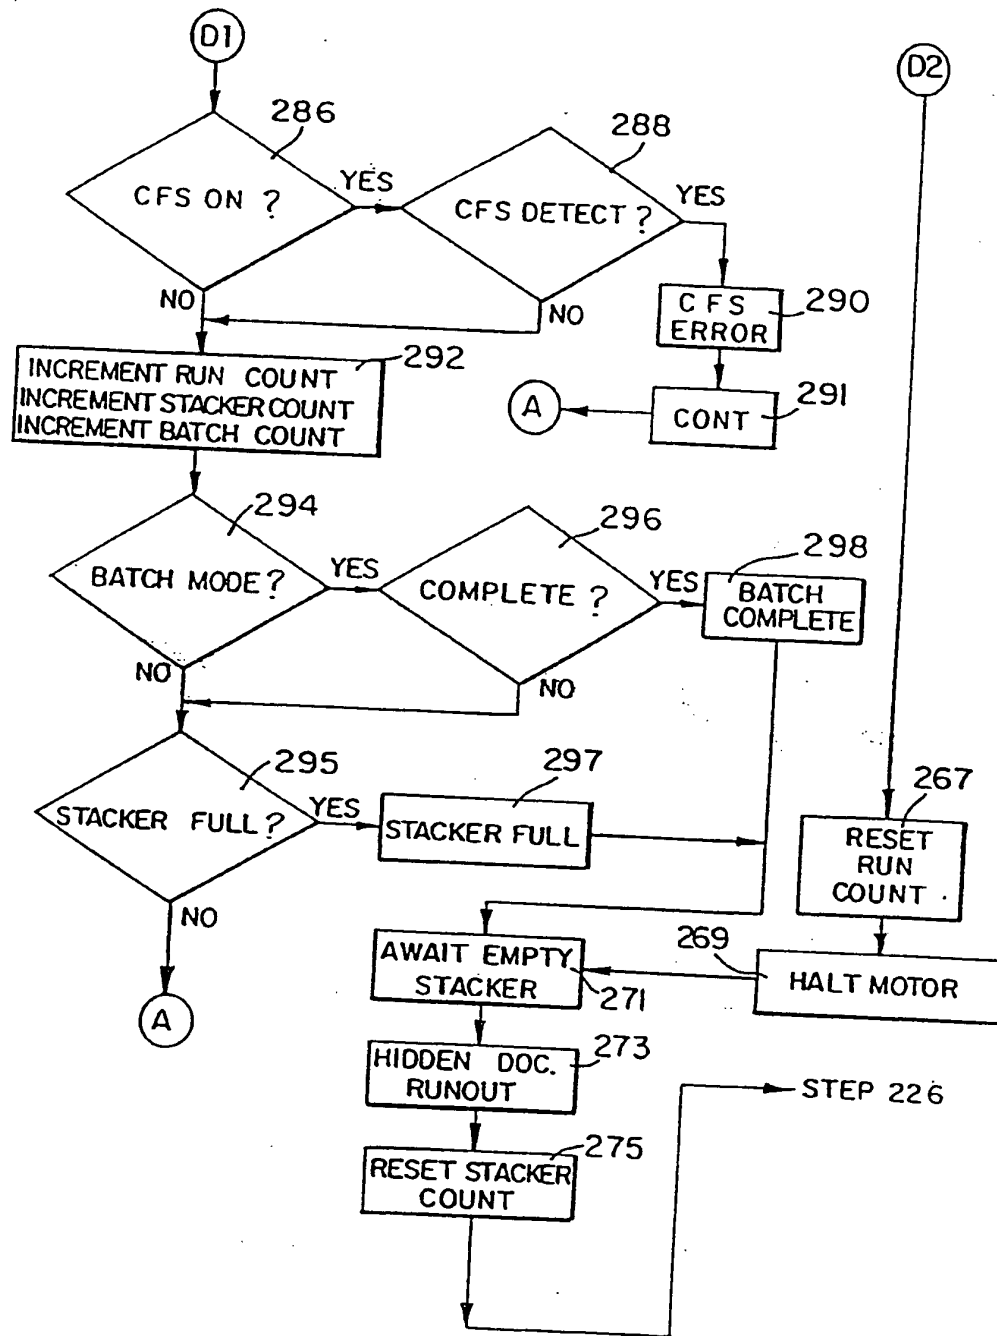 D1
D2
286
CFS ON ?
YES
288
CFS DETECT ?
YES
NO
NO
CFS
ERROR
290
292
INCREMENT RUN COUNT
INCREMENT STACKER COUNT
INCREMENT BATCH COUNT
A
CONT
291
294
BATCH MODE?
YES
296
COMPLETE ?
YES
298
BATCH
COMPLETE
NO
NO
295
STACKER FULL?
YES
297
STACKER FULL
267
RESET
RUN
COUNT
NO
AWAIT EMPTY
STACKER
271
269
HALT MOTOR
A
HIDDEN DOC.
RUNOUT
273
STEP 226
RESET STACKER
COUNT
275